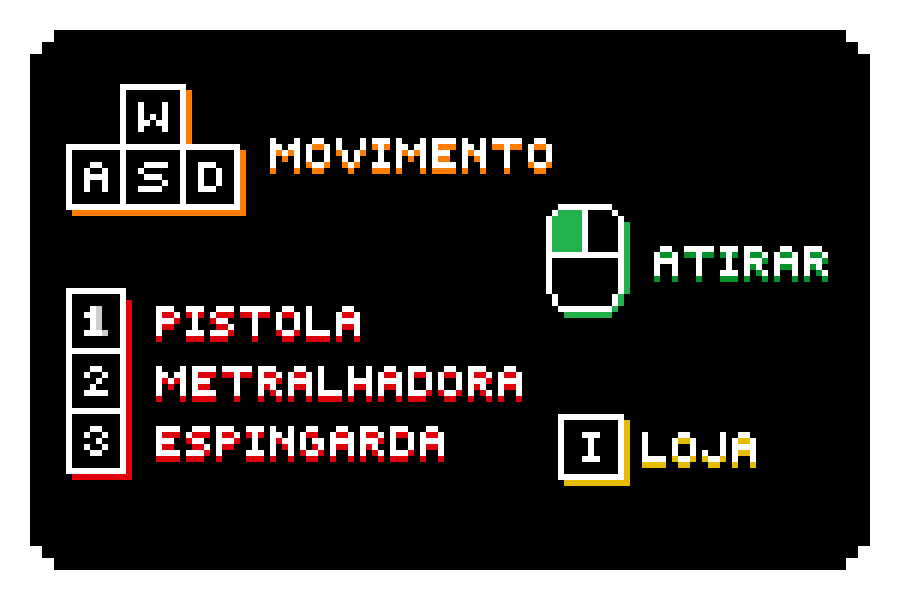 W
A S D MOVIMENTO
ATIRAR
1 PISTOLA
2 METRALHADORA
3 ESPINGARDA
I LOJA